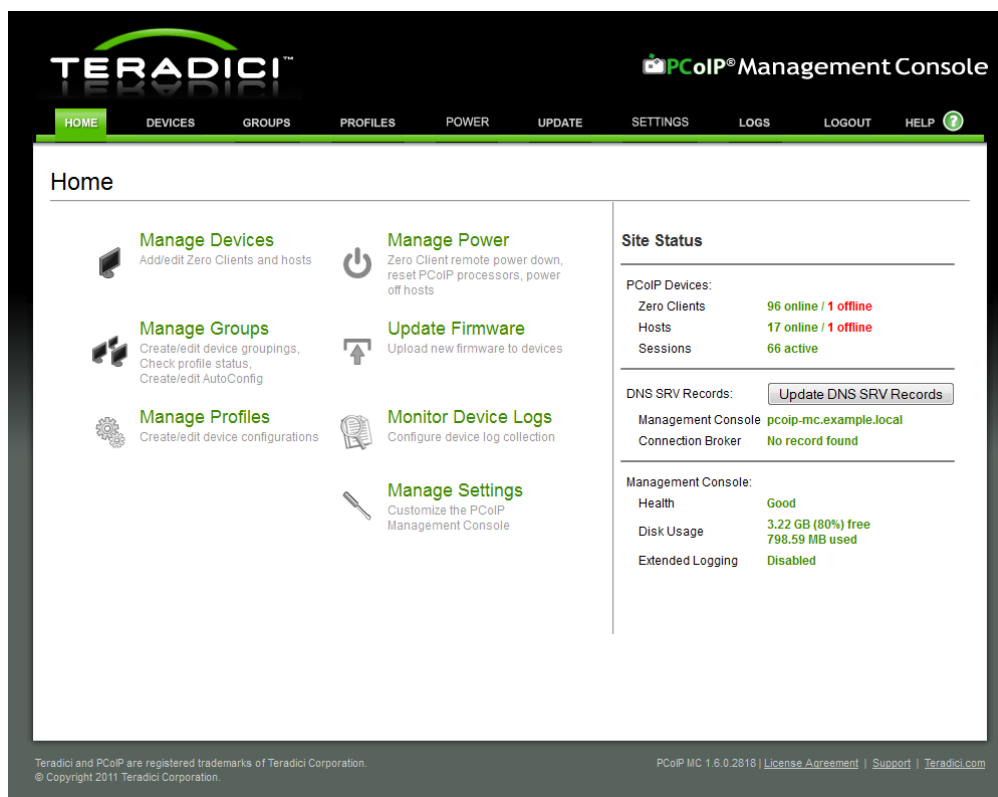 TERADICI™
PCoIP® Management Console
HOME DEVICES GROUPS PROFILES POWER UPDATE SETTINGS LOGS LOGOUT HELP ?
Home
Manage Devices
Add/edit Zero Clients and hosts
Manage Groups
Create/edit device groupings,
Check profile status,
Create/edit AutoConfig
Manage Profiles
Create/edit device configurations
Manage Power
Zero Client remote power down,
reset PCoIP processors, power
off hosts
Update Firmware
Upload new firmware to devices
Monitor Device Logs
Configure device log collection
Manage Settings
Customize the PCoIP
Management Console
Site Status
PCoIP Devices:
Zero Clients 96 online / 1 offline
Hosts 17 online / 1 offline
Sessions 66 active
DNS SRV Records: Update DNS SRV Records
Management Console pcoip-mc.example.local
Connection Broker No record found
Management Console:
Health Good
Disk Usage 3.22 GB (80%) free
798.59 MB used
Extended Logging Disabled
Teradici and PCoIP are registered trademarks of Teradici Corporation.
© Copyright 2011 Teradici Corporation.
PCoIP MC 1.6.0.2818 | License Agreement | Support | Teradici.com